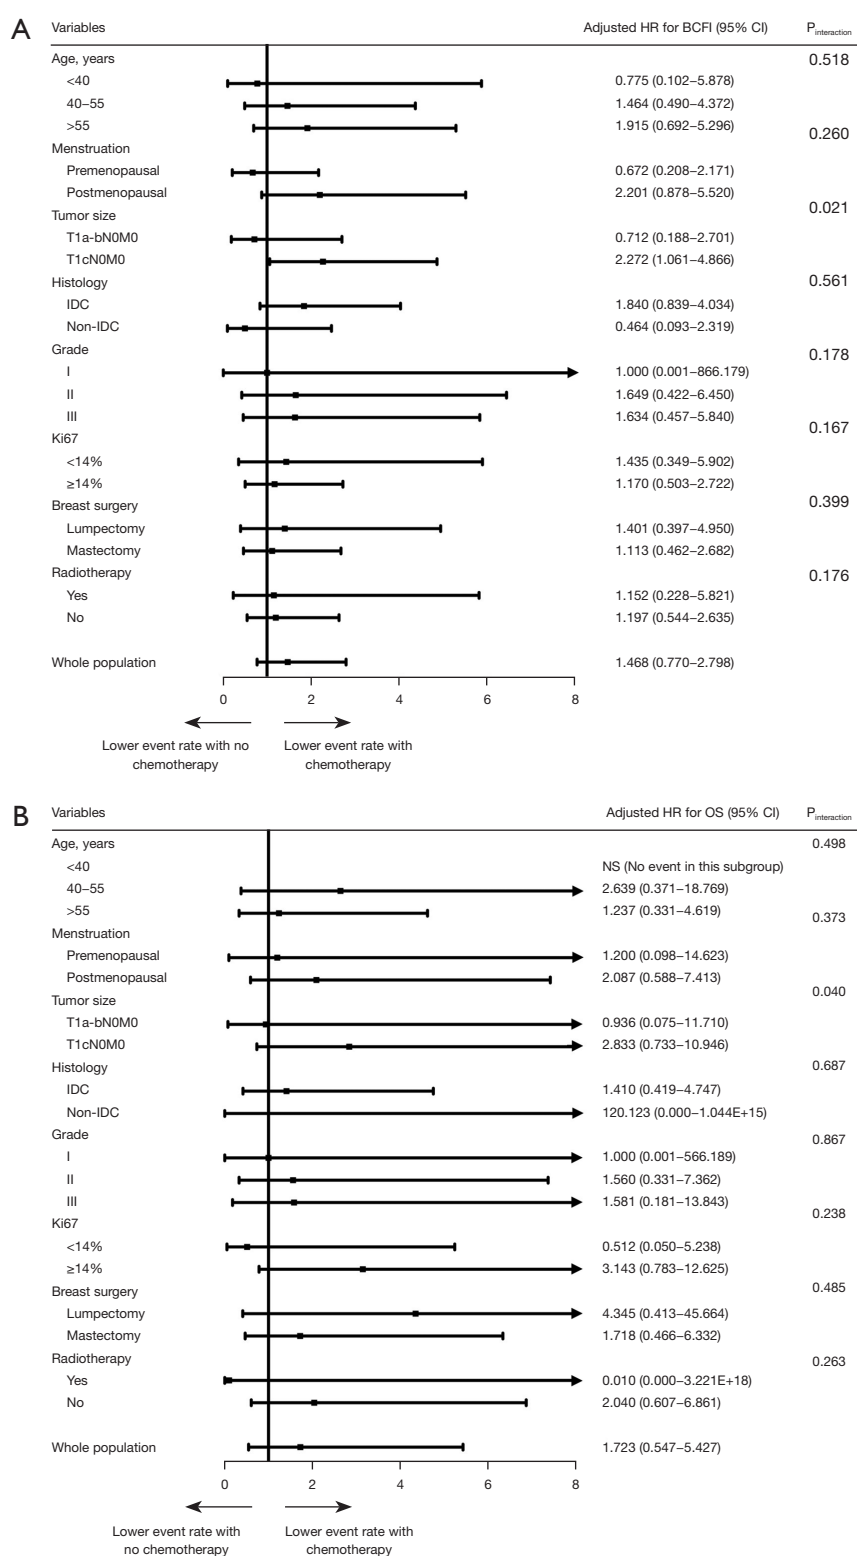 A
Variables Adjusted HR for BCFI (95% CI) Pinteraction
Age, years 0.518
<40 0.775 (0.102–5.878)
40–55 1.464 (0.490–4.372)
>55 1.915 (0.692–5.296)
Menstruation 0.260
Premenopausal 0.672 (0.208–2.171)
Postmenopausal 2.201 (0.878–5.520)
Tumor size 0.021
T1a-bN0M0 0.712 (0.188–2.701)
T1cN0M0 2.272 (1.061–4.866)
Histology 0.561
IDC 1.840 (0.839–4.034)
Non-IDC 0.464 (0.093–2.319)
Grade 0.178
I 1.000 (0.001–866.179)
II 1.649 (0.422–6.450)
III 1.634 (0.457–5.840)
Ki67 0.167
<14% 1.435 (0.349–5.902)
≥14% 1.170 (0.503–2.722)
Breast surgery 0.399
Lumpectomy 1.401 (0.397–4.950)
Mastectomy 1.113 (0.462–2.682)
Radiotherapy 0.176
Yes 1.152 (0.228–5.821)
No 1.197 (0.544–2.635)
Whole population 1.468 (0.770–2.798)
0 2 4 6 8
Lower event rate with no Lower event rate with
chemotherapy chemotherapy
B
Variables Adjusted HR for OS (95% CI) Pinteraction
Age, years 0.498
<40 NS (No event in this subgroup)
40–55 2.639 (0.371–18.769)
>55 1.237 (0.331–4.619)
Menstruation 0.373
Premenopausal 1.200 (0.098–14.623)
Postmenopausal 2.087 (0.588–7.413)
Tumor size 0.040
T1a-bN0M0 0.936 (0.075–11.710)
T1cN0M0 2.833 (0.733–10.946)
Histology 0.687
IDC 1.410 (0.419–4.747)
Non-IDC 120.123 (0.000–1.044E+15)
Grade 0.867
I 1.000 (0.001–566.189)
II 1.560 (0.331–7.362)
III 1.581 (0.181–13.843)
Ki67 0.238
<14% 0.512 (0.050–5.238)
≥14% 3.143 (0.783–12.625)
Breast surgery 0.485
Lumpectomy 4.345 (0.413–45.664)
Mastectomy 1.718 (0.466–6.332)
Radiotherapy 0.263
Yes 0.010 (0.000–3.221E+18)
No 2.040 (0.607–6.861)
Whole population 1.723 (0.547–5.427)
0 2 4 6 8
Lower event rate with Lower event rate with
no chemotherapy chemotherapy